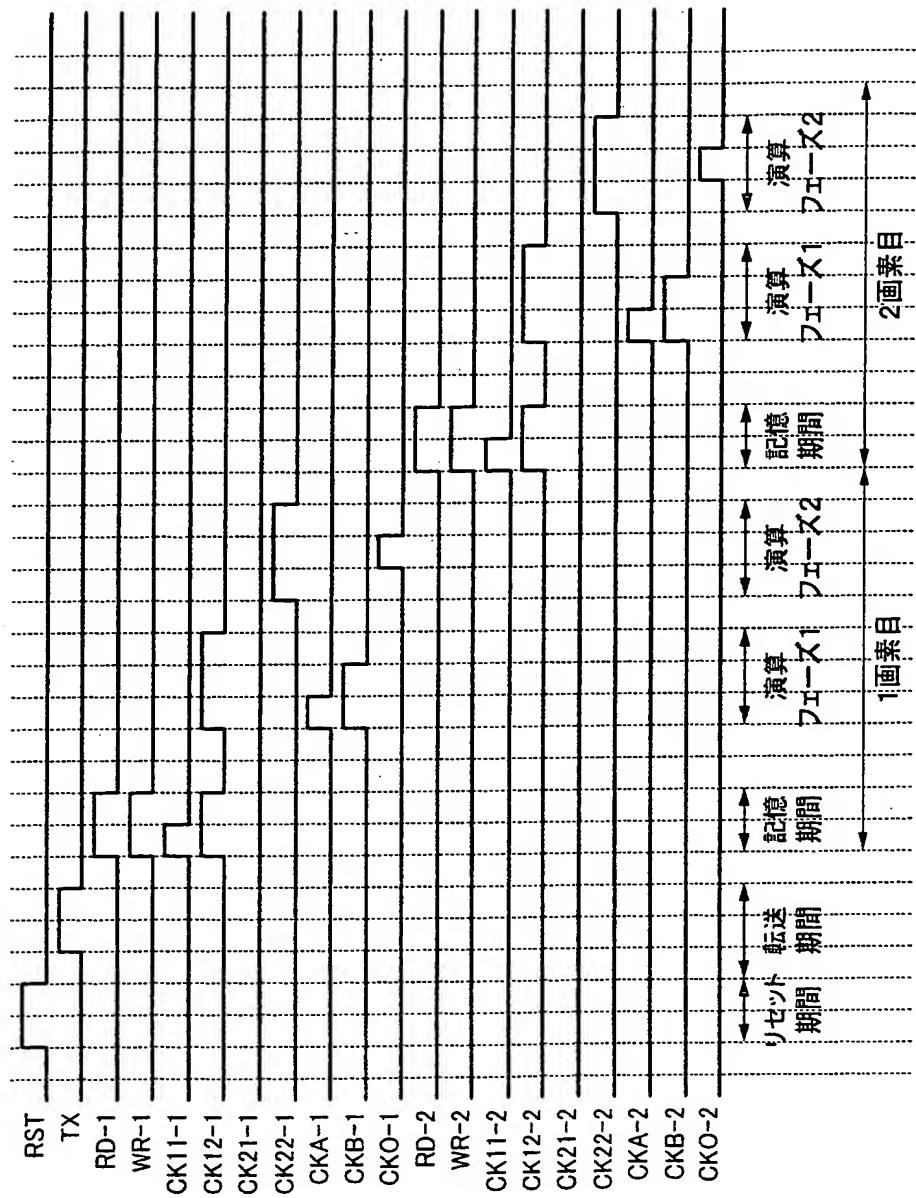 RST
TX
RD-1
WR-1
CK11-1
CK12-1
CK21-1
CK22-1
CKA-1
CKB-1
CKO-1
RD-2
WR-2
CK11-2
CK12-2
CK21-2
CK22-2
CKA-2
CKB-2
CKO-2
リセット
期間
転送
期間
記憶
期間
演算
フェーズ1
演算
フェーズ2
記憶
期間
演算
フェーズ1
演算
フェーズ2
1画素目
2画素目